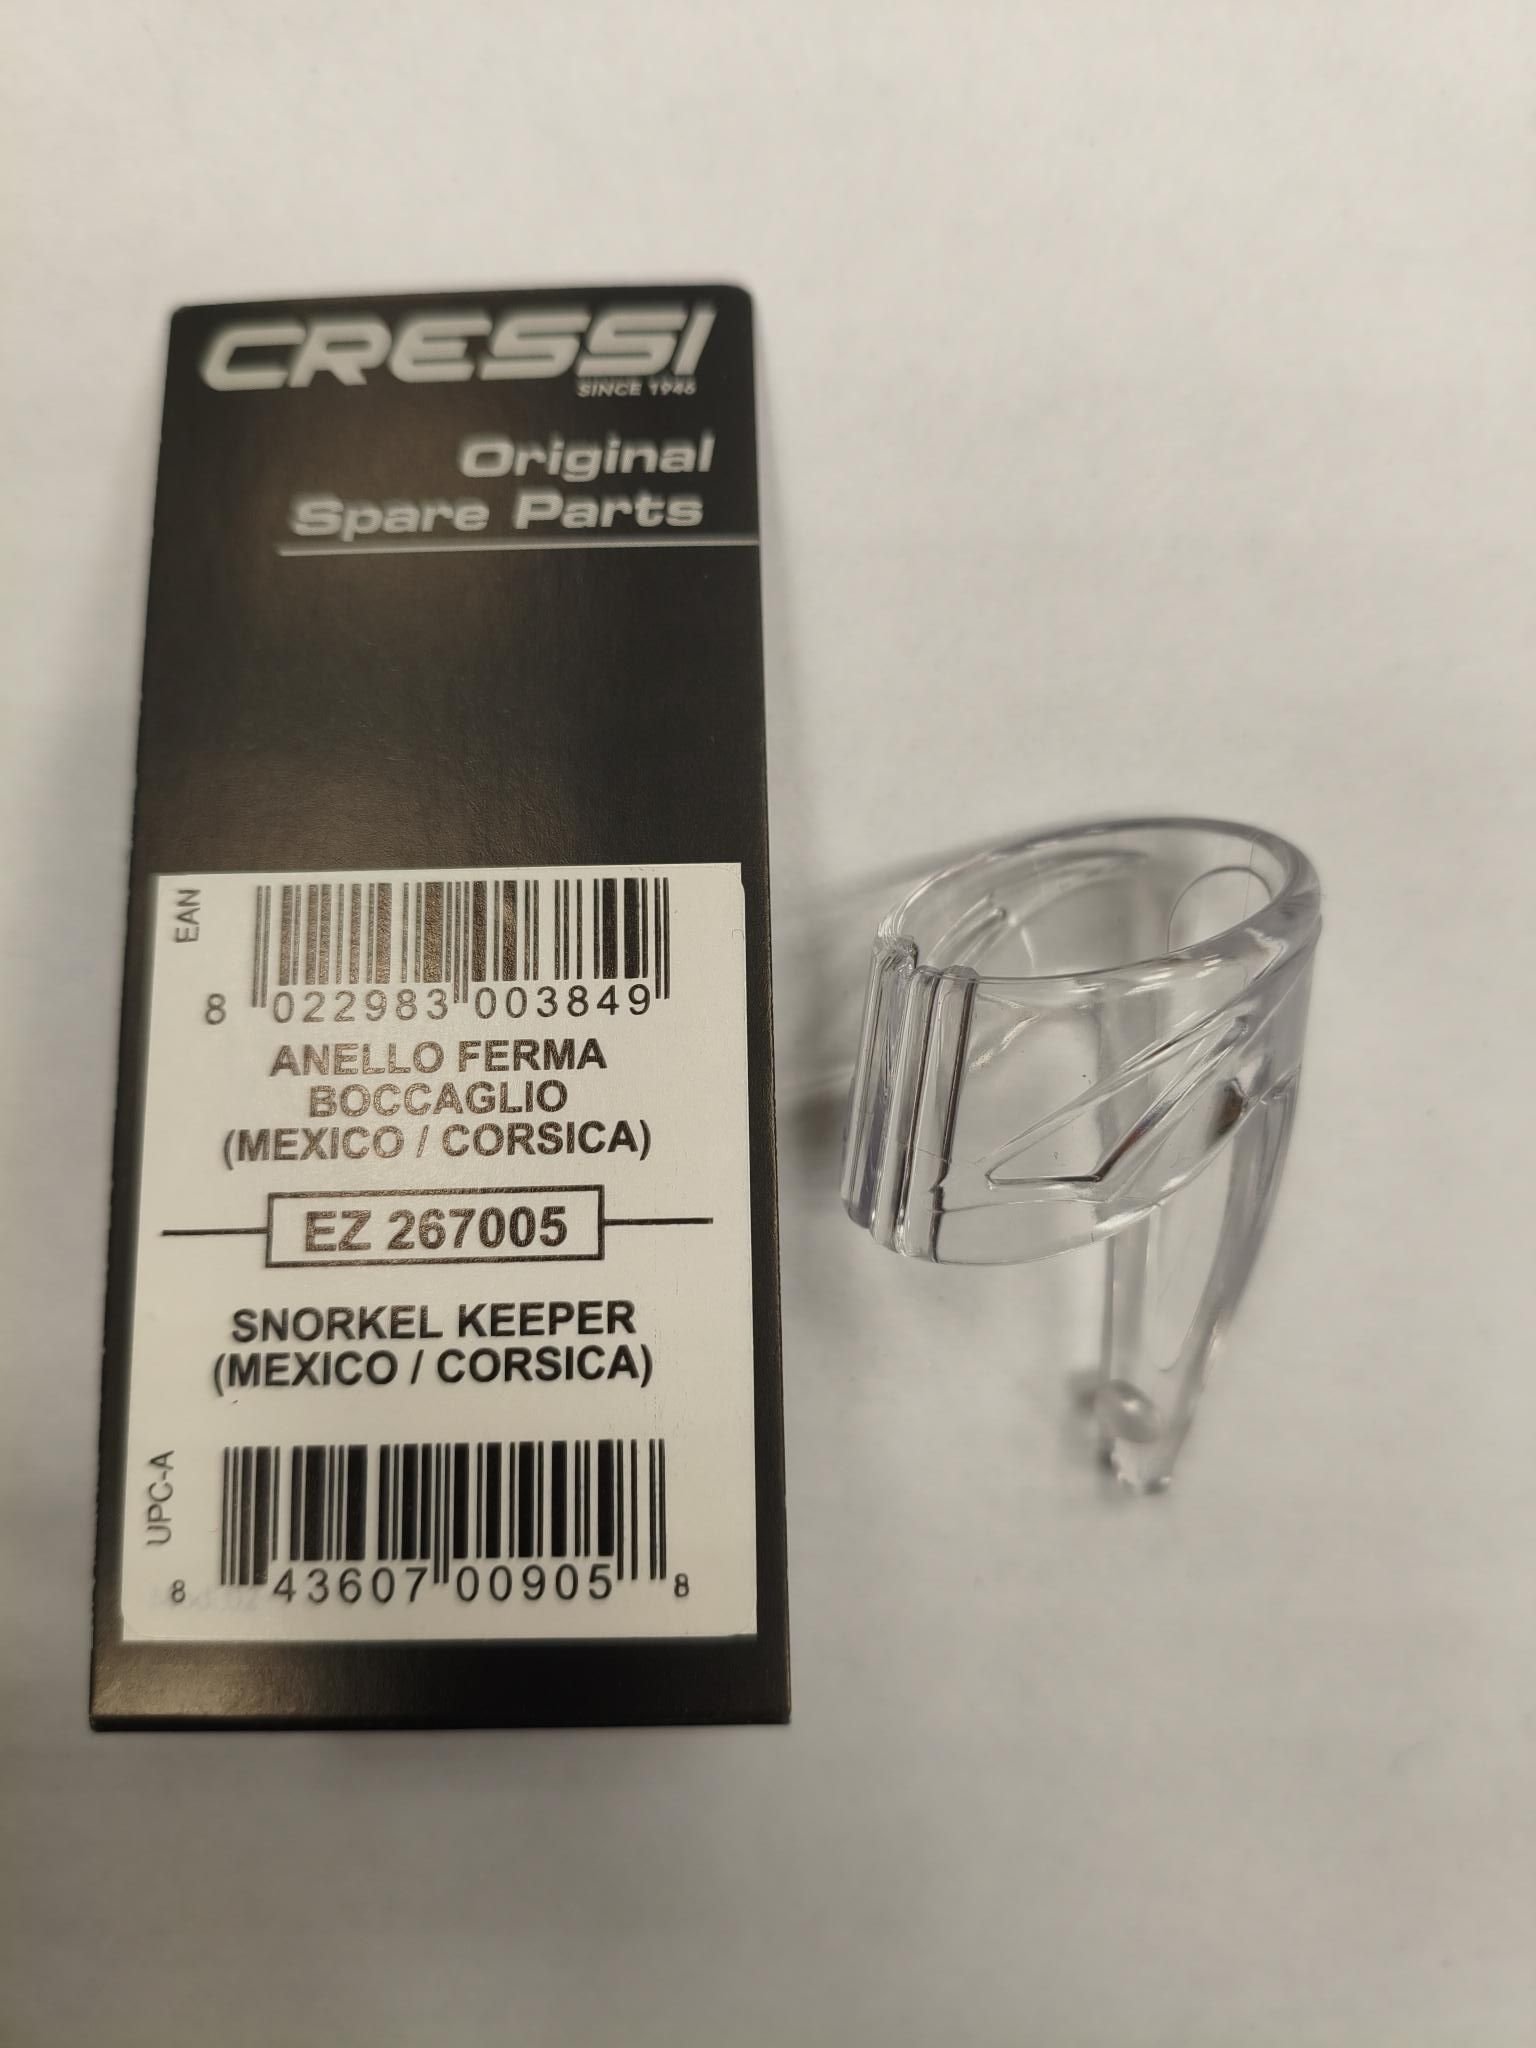 CRESSI
SINCE 1946
Original
Spare Parts
EAN
8 022983 003849
ANELLO FERMA
BOCCAGLIO
(MEXICO / CORSICA)
EZ 267005
SNORKEL KEEPER
(MEXICO / CORSICA)
UPC-A
8 43607 00905 8